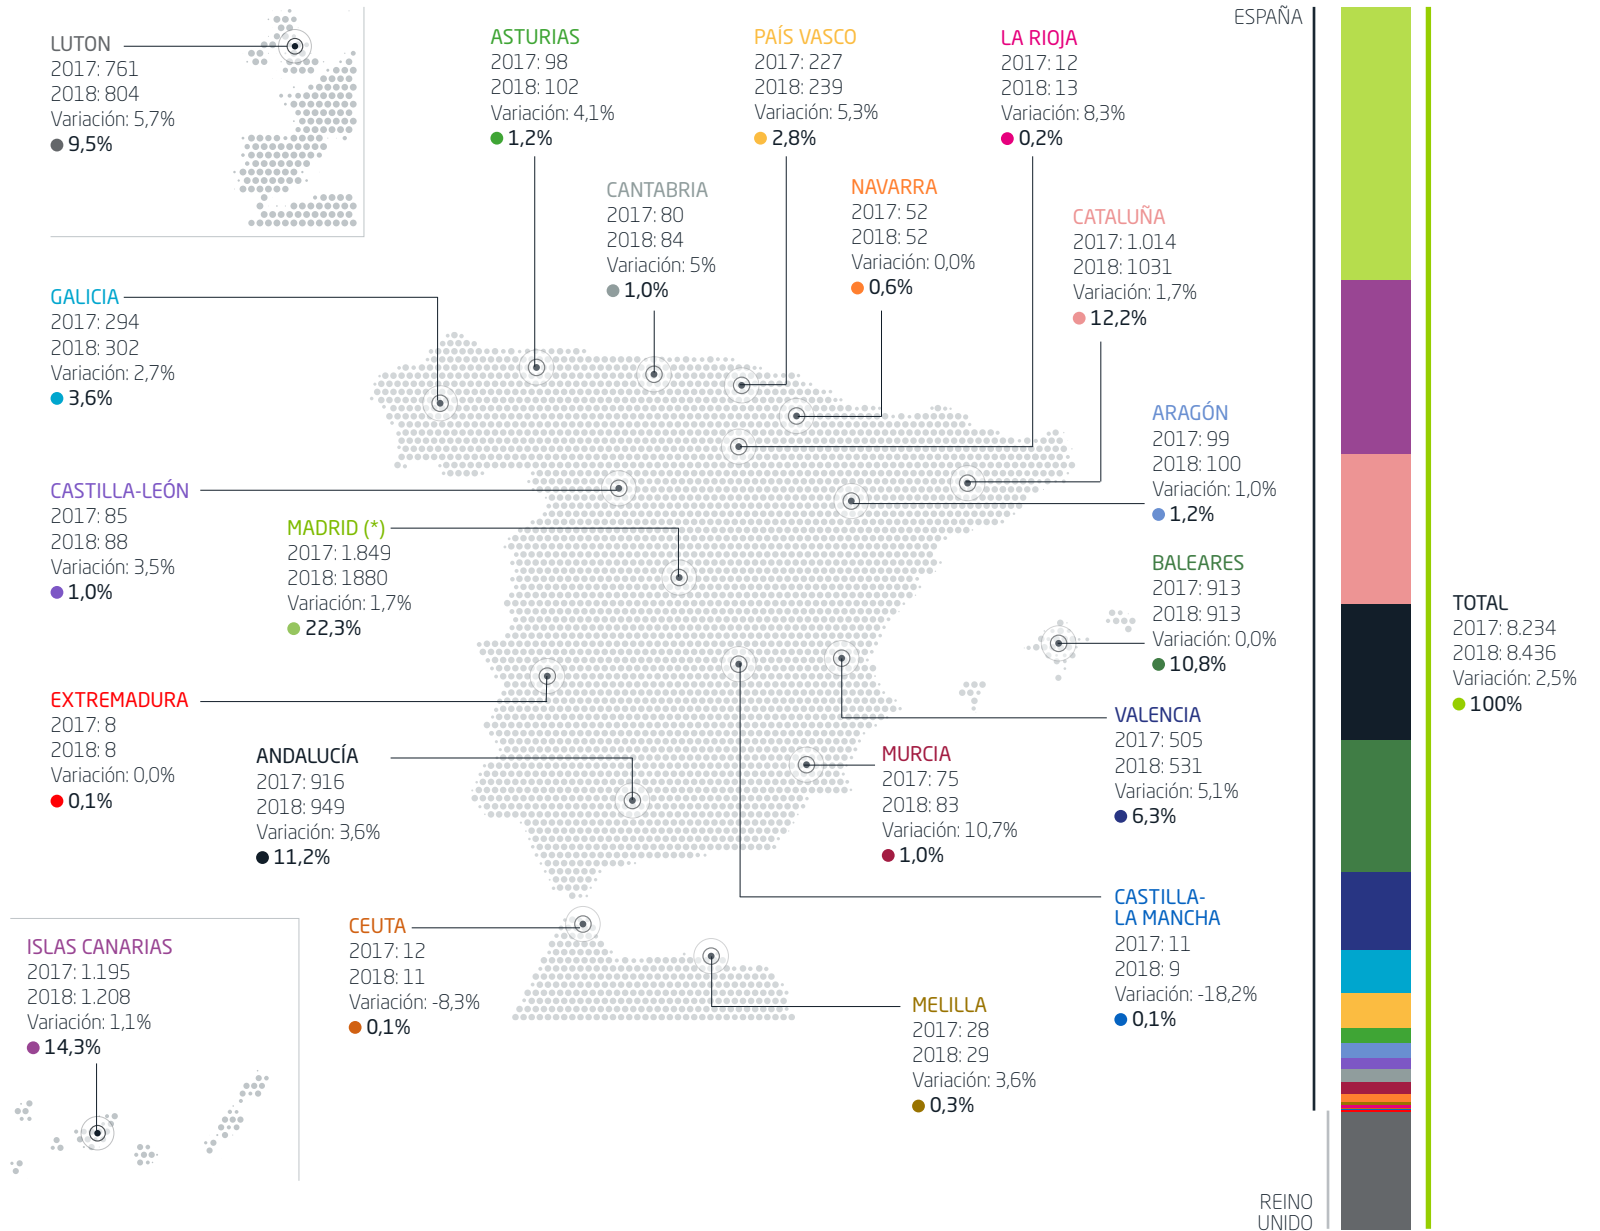 LUTON
2017: 761
2018: 804
Variación: 5,7%
9,5%
ASTURIAS
2017: 98
2018: 102
Variación: 4,1%
1,2%
PAÍS VASCO
2017: 227
2018: 239
Variación: 5,3%
2,8%
LA RIOJA
2017: 12
2018: 13
Variación: 8,3%
0,2%
ESPAÑA
CANTABRIA
2017: 80
2018: 84
Variación: 5%
1,0%
NAVARRA
2017: 52
2018: 52
Variación: 0,0%
0,6%
CATALUÑA
2017: 1.014
2018: 1031
Variación: 1,7%
12,2%
GALICIA
2017: 294
2018: 302
Variación: 2,7%
3,6%
ARAGÓN
2017: 99
2018: 100
Variación: 1,0%
1,2%
CASTILLA-LEÓN
2017: 85
2018: 88
Variación: 3,5%
1,0%
MADRID (*)
2017: 1.849
2018: 1880
Variación: 1,7%
22,3%
BALEARES
2017: 913
2018: 913
Variación: 0,0%
10,8%
TOTAL
2017: 8.234
2018: 8.436
Variación: 2,5%
100%
EXTREMADURA
2017: 8
2018: 8
Variación: 0,0%
0,1%
ANDALUCÍA
2017: 916
2018: 949
Variación: 3,6%
11,2%
MURCIA
2017: 75
2018: 83
Variación: 10,7%
1,0%
VALENCIA
2017: 505
2018: 531
Variación: 5,1%
6,3%
CASTILLA-
LA MANCHA
2017: 11
2018: 9
Variación: -18,2%
0,1%
ISLAS CANARIAS
2017: 1.195
2018: 1.208
Variación: 1,1%
14,3%
CEUTA
2017: 12
2018: 11
Variación: -8,3%
0,1%
MELILLA
2017: 28
2018: 29
Variación: 3,6%
0,3%
REINO
UNIDO